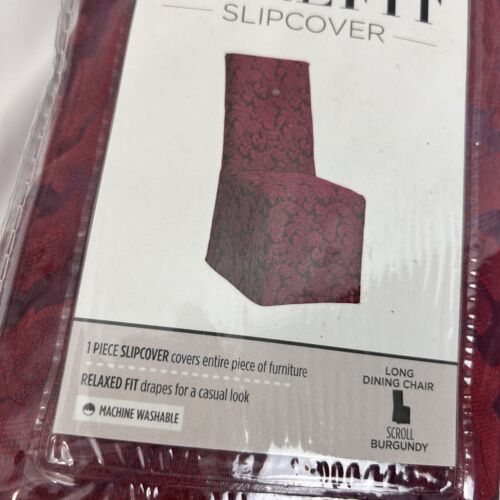 SLIPCOVER
1 PIECE SLIPCOVER covers entire piece of furniture
RELAXED FIT drapes for a casual look
MACHINE WASHABLE
LONG
DINING CHAIR
SCROLL
BURGUNDY